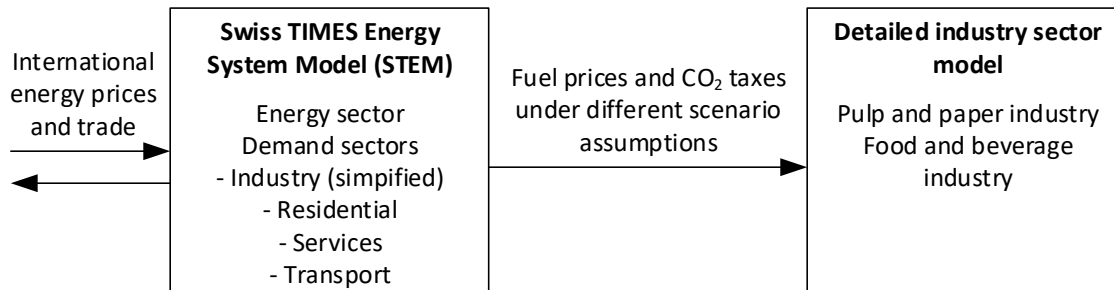 International
energy prices
and trade
Swiss TIMES Energy
System Model (STEM)
Energy sector
Demand sectors
- Industry (simpified)
- Residential
- Services
- Transport
Fuel prices and CO₂ taxes
under different scenario
assumptions
Detailed industry sector
model
Pulp and paper industry
Food and beverage
industry